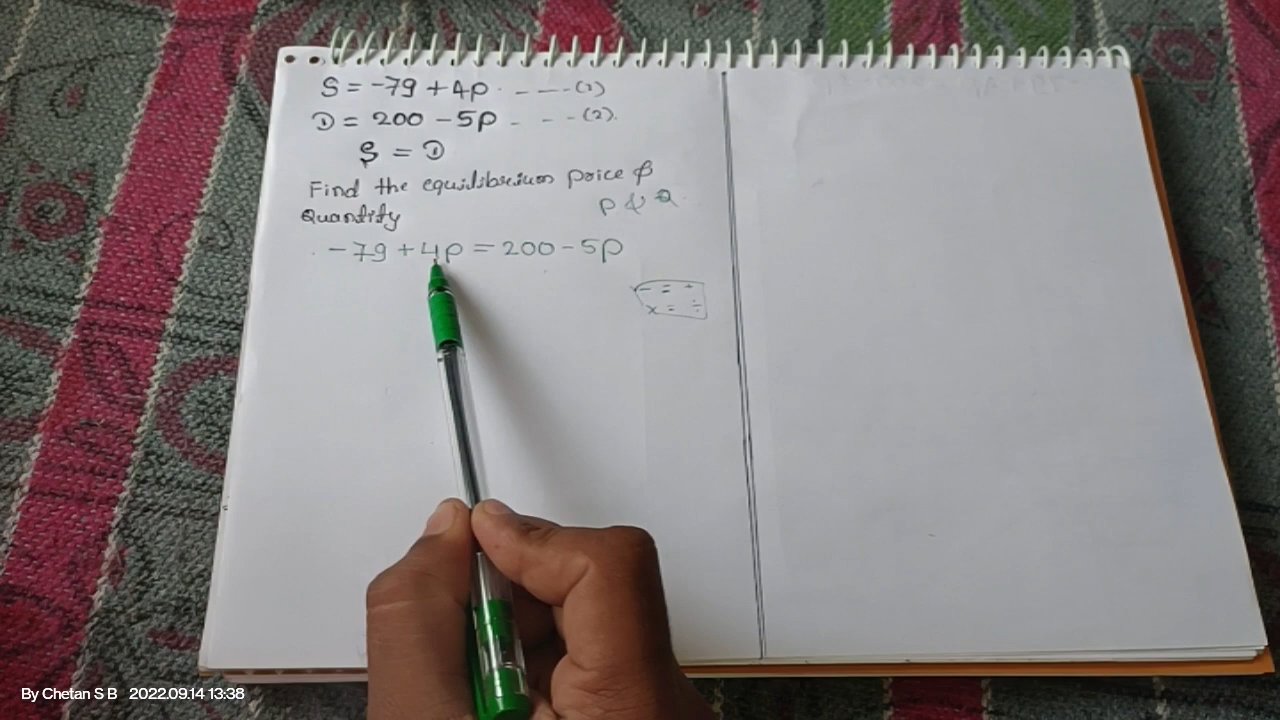 S = -79 + 4p. - - - (1)
D = 200 - 5p - - - (2).
S = D
Find the equilibrium price &
Quantity
P & Q.
-79 + 4p = 200 - 5p
- = +
x = ÷
By Chetan S B 2022.09.14 13:38